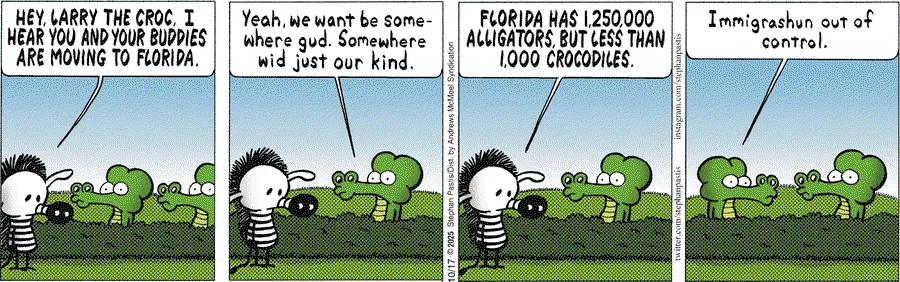 HEY, LARRY THE CROC, I
HEAR YOU AND YOUR BUDDIES
ARE MOVING TO FLORIDA.
Yeah, we want be some-
where gud. Somewhere
wid just our kind.
10/17 © 2025 Stephan Pastis/Dist. by Andrews McMeel Syndication
FLORIDA HAS 1,250,000
ALLIGATORS, BUT LESS THAN
1,000 CROCODILES.
twitter.com/stephanpastis instagram.com/stephanpastis
Immigrashun out of
control.